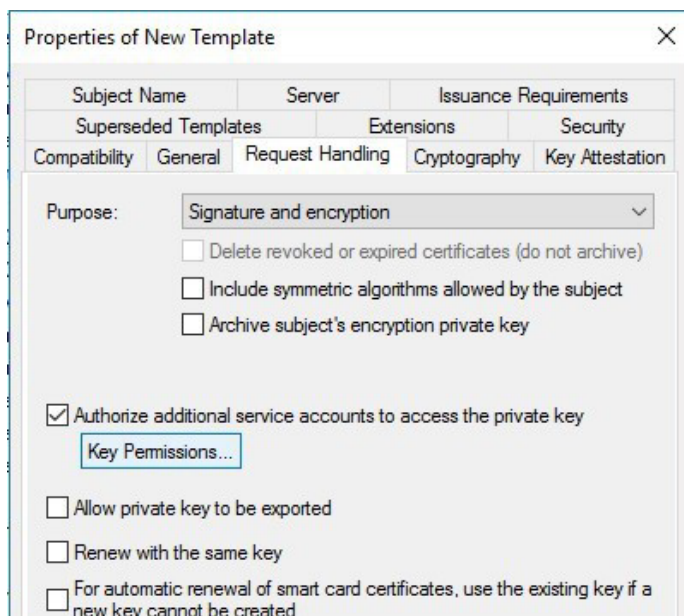 Properties of New Template
Subject Name Server Issuance Requirements
Superseded Templates Extensions Security
Compatibility General Request Handling Cryptography Key Attestation
Purpose: Signature and encryption
Delete revoked or expired certificates (do not archive)
Include symmetric algorithms allowed by the subject
Archive subject's encryption private key
Authorize additional service accounts to access the private key
Key Permissions...
Allow private key to be exported
Renew with the same key
For automatic renewal of smart card certificates, use the existing key if a
new key cannot be created